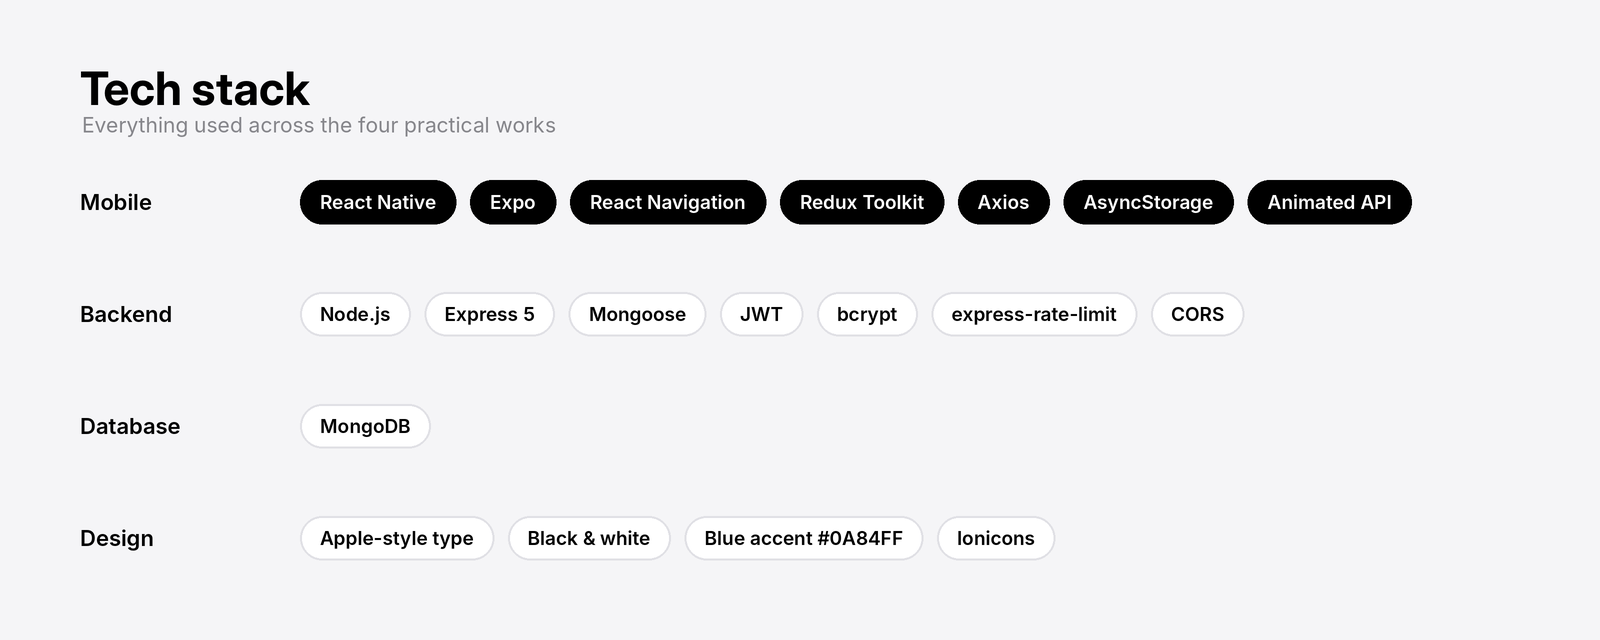 Tech stack
Everything used across the four practical works
Mobile React Native Expo React Navigation Redux Toolkit Axios AsyncStorage Animated API
Backend Node.js Express 5 Mongoose JWT bcrypt express-rate-limit CORS
Database MongoDB
Design Apple-style type Black & white Blue accent #0A84FF Ionicons